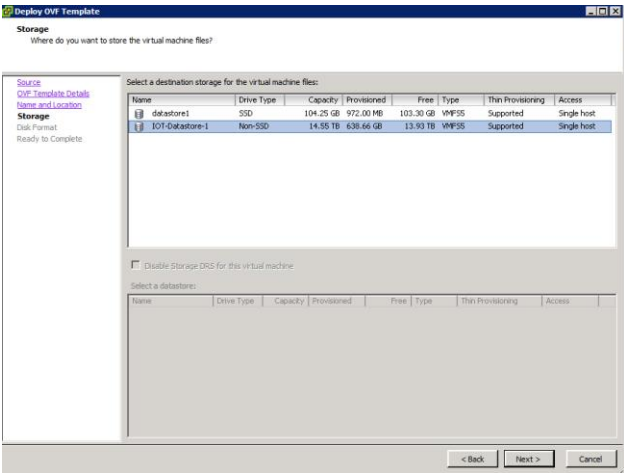 Deploy OVF Template
Storage
Where do you want to store the virtual machine files?
Source
OVF Template Details
Name and Location
Storage
Disk Format
Ready to Complete
Select a destination storage for the virtual machine files:
Name Drive Type Capacity Provisioned Free Type Thin Provisioning Access
datastore1 SSD 104.25 GB 972.00 MB 103.30 GB VMFS5 Supported Single host
IOT-Datastore-1 Non-SSD 14.55 TB 638.66 GB 13.93 TB VMFS5 Supported Single host
Disable Storage DRS for this virtual machine
Select a datastore:
Name Drive Type Capacity Provisioned Free Type Thin Provisioning Access
< Back Next > Cancel